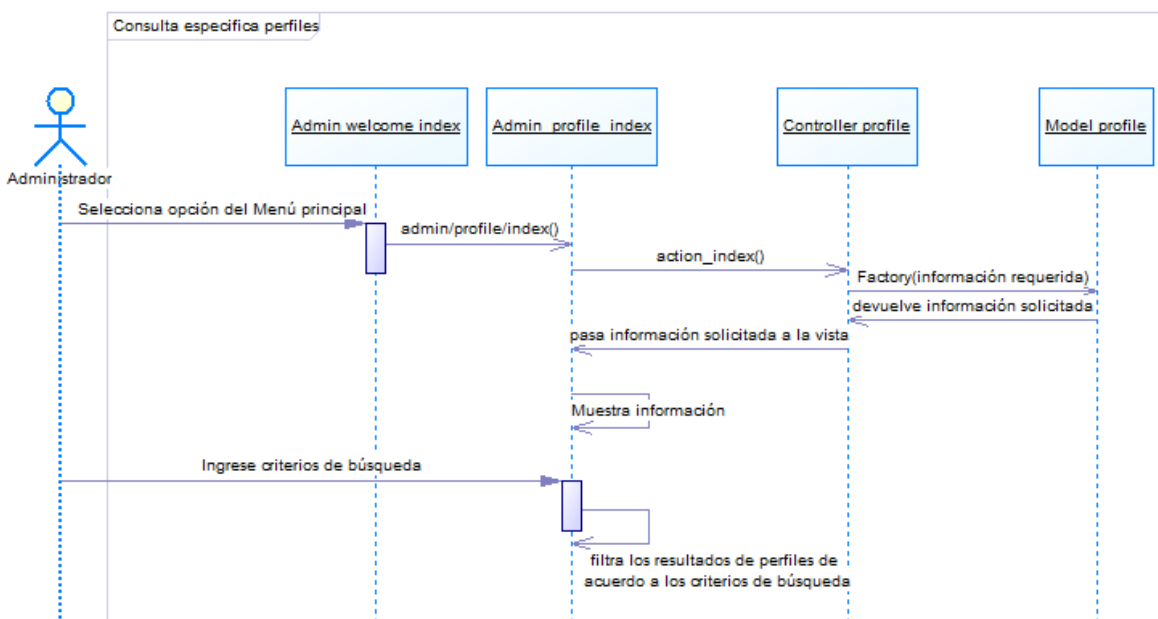 Consulta especifica perfiles
Admin welcome index
Admin_profile_index
Controller profile
Model profile
Administrador
Selecciona opción del Menú principal
admin/profile/index()
action_index()
Factory(información requerida)
devuelve información solicitada
pasa información solicitada a la vista
Muestra información
Ingrese criterios de búsqueda
filtra los resultados de perfiles de
acuerdo a los criterios de búsqueda